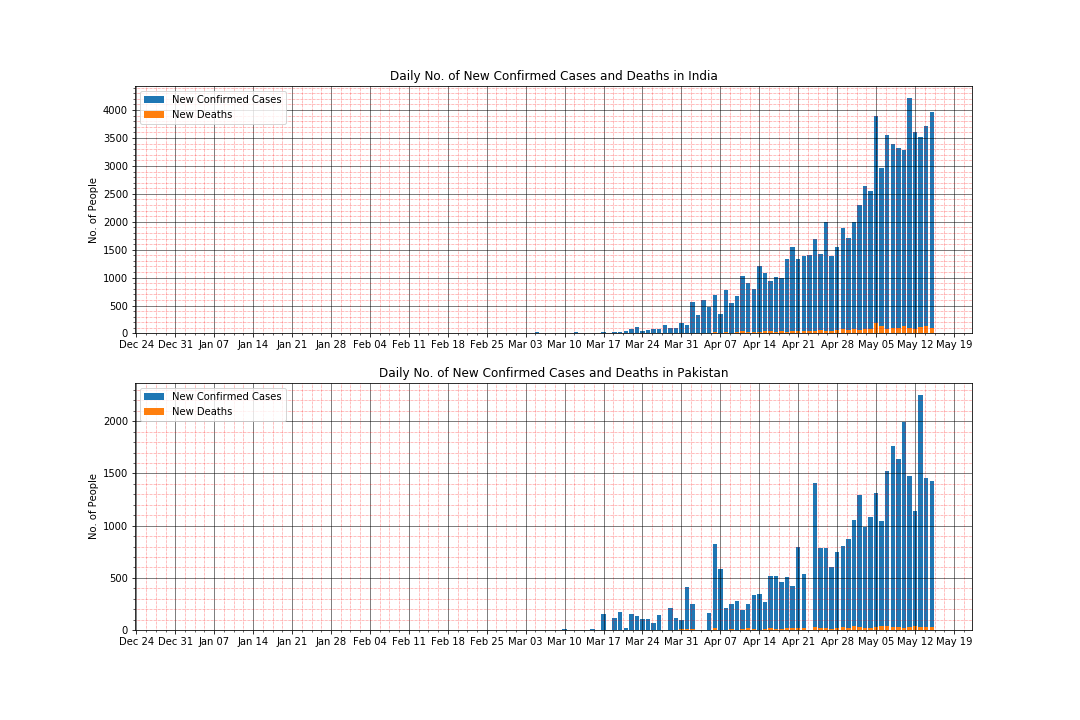 Daily No. of New Confirmed Cases and Deaths in India
New Confirmed Cases
New Deaths
No. of People
4000
3500
3000
2500
2000
1500
1000
500
0
Dec 24 Dec 31 Jan 07 Jan 14 Jan 21 Jan 28 Feb 04 Feb 11 Feb 18 Feb 25 Mar 03 Mar 10 Mar 17 Mar 24 Mar 31 Apr 07 Apr 14 Apr 21 Apr 28 May 05 May 12 May 19
Daily No. of New Confirmed Cases and Deaths in Pakistan
New Confirmed Cases
New Deaths
No. of People
2000
1500
1000
500
0
Dec 24 Dec 31 Jan 07 Jan 14 Jan 21 Jan 28 Feb 04 Feb 11 Feb 18 Feb 25 Mar 03 Mar 10 Mar 17 Mar 24 Mar 31 Apr 07 Apr 14 Apr 21 Apr 28 May 05 May 12 May 19